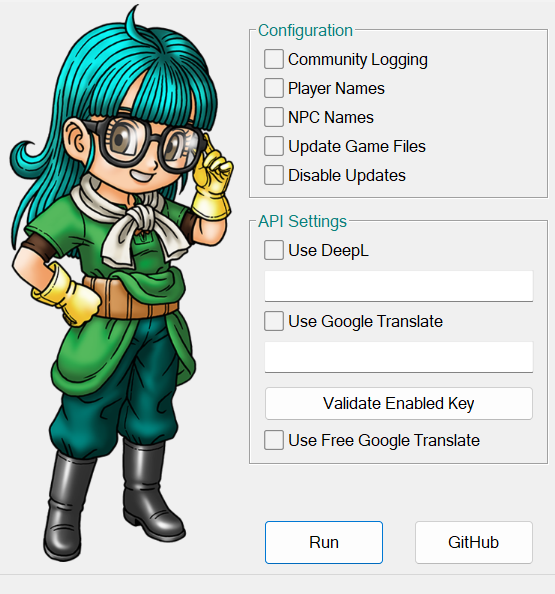 Configuration
Community Logging
Player Names
NPC Names
Update Game Files
Disable Updates
API Settings
Use DeepL
Use Google Translate
Validate Enabled Key
Use Free Google Translate
Run
GitHub